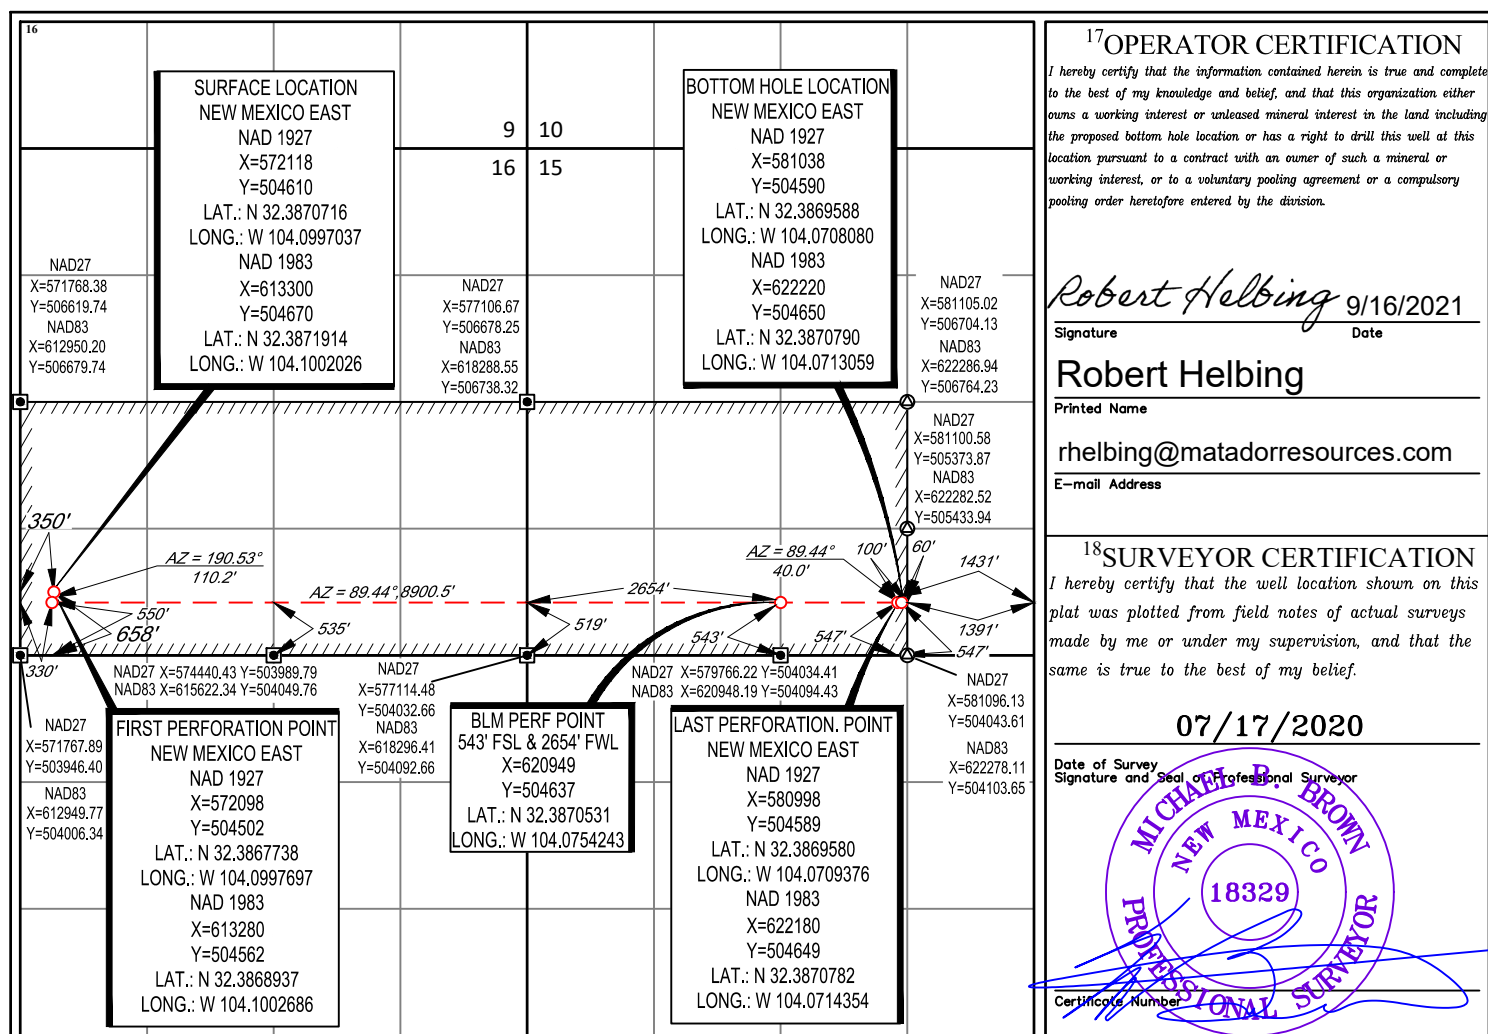 16
SURFACE LOCATION
NEW MEXICO EAST
NAD 1927
X=572118
Y=504610
LAT.: N 32.3870716
LONG.: W 104.0997037
NAD 1983
X=613300
Y=504670
LAT.: N 32.3871914
LONG.: W 104.1002026
9 10
16 15
BOTTOM HOLE LOCATION
NEW MEXICO EAST
NAD 1927
X=581038
Y=504590
LAT.: N 32.3869588
LONG.: W 104.0708080
NAD 1983
X=622220
Y=504650
LAT.: N 32.3870790
LONG.: W 104.0713059
NAD27
X=571768.38
Y=506619.74
NAD83
X=612950.20
Y=506679.74
NAD27
X=577106.67
Y=506678.25
NAD83
X=618288.55
Y=506738.32
NAD27
X=581105.02
Y=506704.13
NAD83
X=622286.94
Y=506764.23
NAD27
X=581100.58
Y=505373.87
NAD83
X=622282.52
Y=505433.94
350'
AZ = 190.53°
110.2'
AZ = 89.44°,8900.5'
2654'
AZ = 89.44°
40.0'
100'
60'
1431'
550'
658'
330'
535'
519'
543'
547'
1391'
547'
NAD27 X=574440.43 Y=503989.79
NAD83 X=615622.34 Y=504049.76
NAD27
X=577114.48
Y=504032.66
NAD83
X=618296.41
Y=504092.66
NAD27 X=579766.22 Y=504034.41
NAD83 X=620948.19 Y=504094.43
NAD27
X=581096.13
Y=504043.61
NAD83
X=622278.11
Y=504103.65
NAD27
X=571767.89
Y=503946.40
NAD83
X=612949.77
Y=504006.34
FIRST PERFORATION POINT
NEW MEXICO EAST
NAD 1927
X=572098
Y=504502
LAT.: N 32.3867738
LONG.: W 104.0997697
NAD 1983
X=613280
Y=504562
LAT.: N 32.3868937
LONG.: W 104.1002686
BLM PERF POINT
543' FSL & 2654' FWL
X=620949
Y=504637
LAT.: N 32.3870531
LONG.: W 104.0754243
LAST PERFORATION. POINT
NEW MEXICO EAST
NAD 1927
X=580998
Y=504589
LAT.: N 32.3869580
LONG.: W 104.0709376
NAD 1983
X=622180
Y=504649
LAT.: N 32.3870782
LONG.: W 104.0714354
17 OPERATOR CERTIFICATION
I hereby certify that the information contained herein is true and complete
to the best of my knowledge and belief, and that this organization either
owns a working interest or unleased mineral interest in the land including
the proposed bottom hole location or has a right to drill this well at this
location pursuant to a contract with an owner of such a mineral or
working interest, or to a voluntary pooling agreement or a compulsory
pooling order heretofore entered by the division.
Robert Helbing 9/16/2021
Signature Date
Robert Helbing
Printed Name
rhelbing@matadorresources.com
E-mail Address
18 SURVEYOR CERTIFICATION
I hereby certify that the well location shown on this
plat was plotted from field notes of actual surveys
made by me or under my supervision, and that the
same is true to the best of my belief.
07/17/2020
Date of Survey
Signature and Seal of Professional Surveyor
MICHAEL B. BROWN
NEW MEXICO
18329
PROFESSIONAL SURVEYOR
Certificate Number